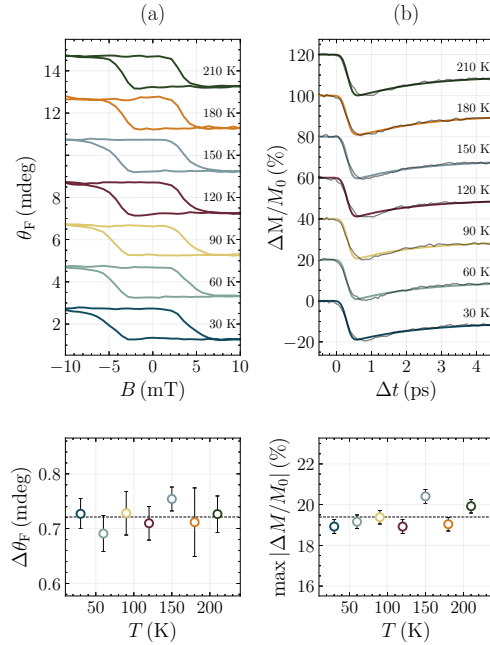 (a)
(b)
14
12
8
6
4
2
θF (mdeg)
210 K
180 K
150 K
120 K
90 K
60 K
30 K
−10 −5 0 5 10
B (mT)
120
100
80
60
40
20
0
−20
ΔM/M0 (%)
210 K
180 K
150 K
120 K
90 K
60 K
30 K
0 2 4
Δt (ps)
0.8
0.7
0.6
ΔθF (mdeg)
50 100 150 200
T (K)
22
20
18
16
max |ΔM/M0| (%)
50 100 150 200
T (K)